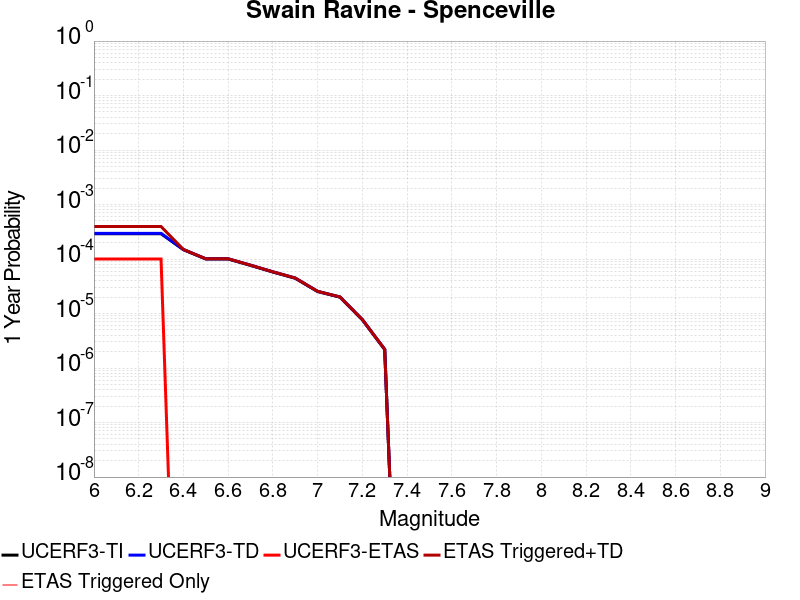 Swain Ravine - Spenceville
10^0
10^-1
10^-2
10^-3
10^-4
10^-5
10^-6
10^-7
10^-8
1 Year Probability
6 6.2 6.4 6.6 6.8 7 7.2 7.4 7.6 7.8 8 8.2 8.4 8.6 8.8 9
Magnitude
UCERF3-TI UCERF3-TD UCERF3-ETAS ETAS Triggered+TD
ETAS Triggered Only